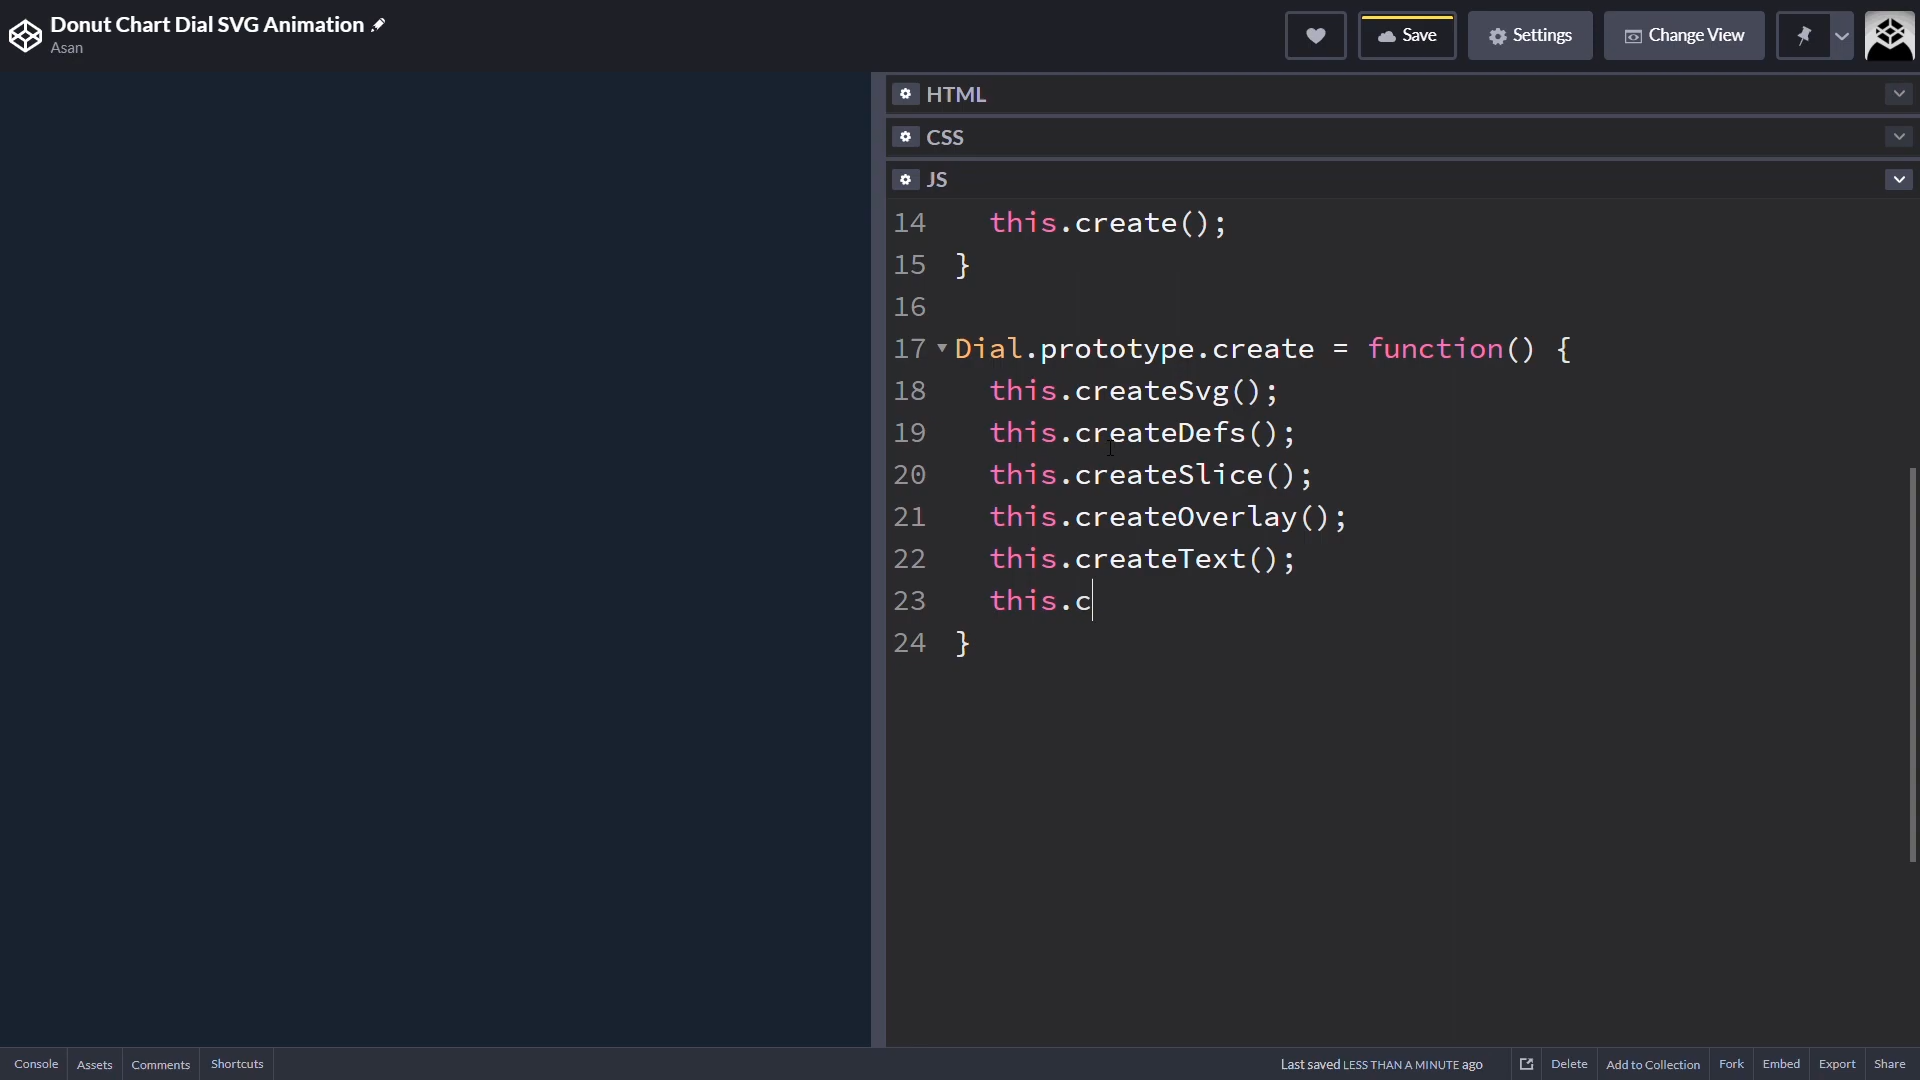 Donut Chart Dial SVG Animation
Asan
Save
Settings
Change View
HTML
CSS
JS
14 this.create();
15 }
16
17 Dial.prototype.create = function() {
18 this.createSvg();
19 this.createDefs();
20 this.createSlice();
21 this.createOverlay();
22 this.createText();
23 this.c
24 }
Console Assets Comments Shortcuts Last saved LESS THAN A MINUTE ago Delete Add to Collection Fork Embed Export Share